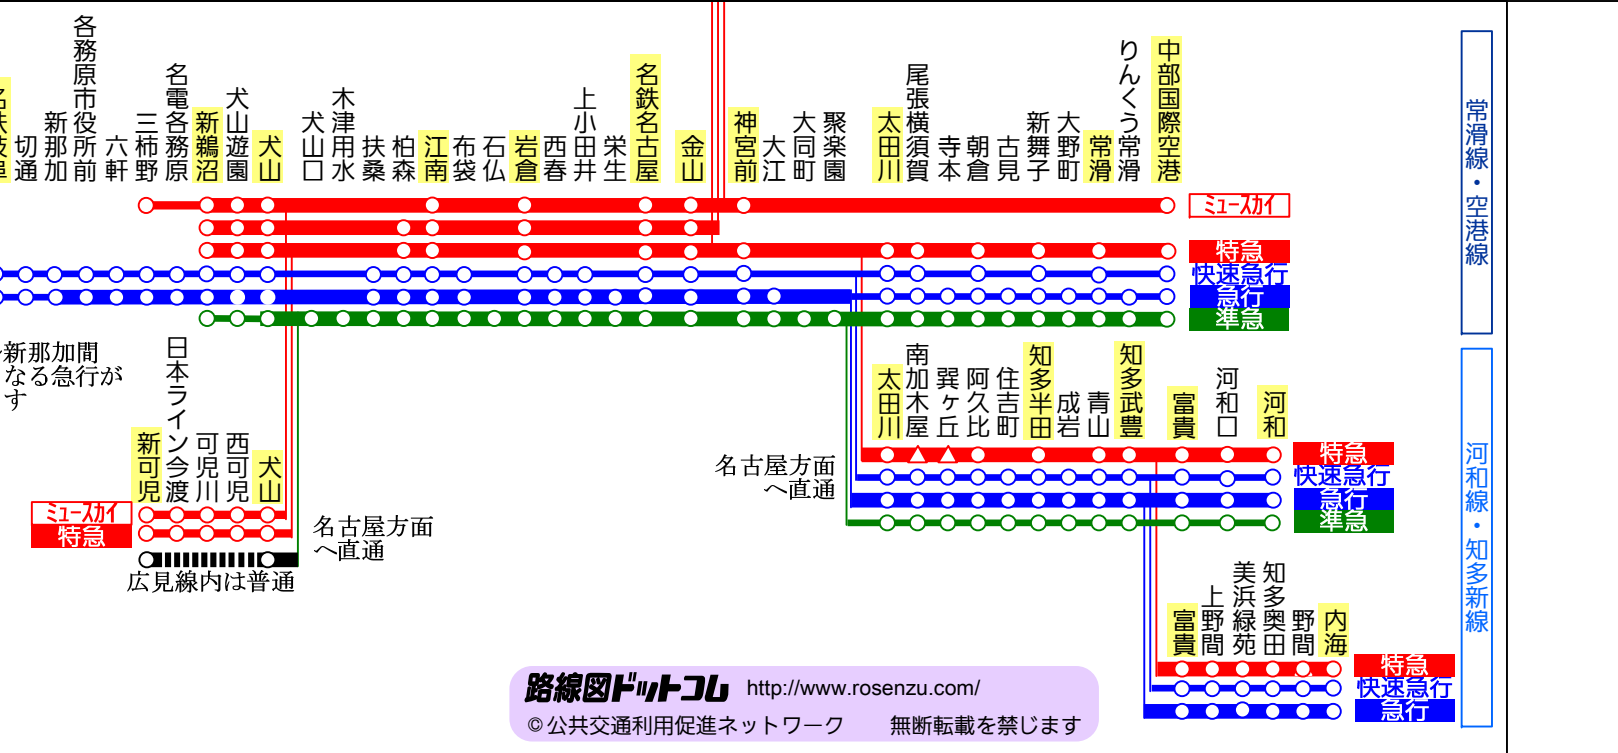 名鉄岐阜
切通
新那加
各務原市役所前
六軒
三柿野
名電各務原
新鵜沼
犬山遊園
犬山
犬山口
木津用水
扶桑
柏森
江南
布袋
石仏
岩倉
西春
上小田井
栄生
名鉄名古屋
金山
神宮前
大江
大同町
聚楽園
太田川
尾張横須賀
寺本
朝倉
古見
新舞子
大野町
常滑
りんくう常滑
中部国際空港
ミュースカイ
特急
快速急行
急行
準急
常滑線・空港線
新那加間
なる急行が
す
新可児
日本ライン今渡
可児川
西可児
犬山
ミュースカイ
特急
名古屋方面
へ直通
広見線内は普通
名古屋方面
へ直通
太田川
南加木屋
巽ヶ丘
阿久比
住吉町
知多半田
成岩
青山
知多武豊
富貴
河和口
河和
特急
快速急行
急行
準急
河和線・知多新線
富貴
上野間
美浜緑苑
知多奥田
野間
内海
特急
快速急行
急行
路線図ドットコム http://www.rosenzu.com/
©公共交通利用促進ネットワーク 無断転載を禁じます